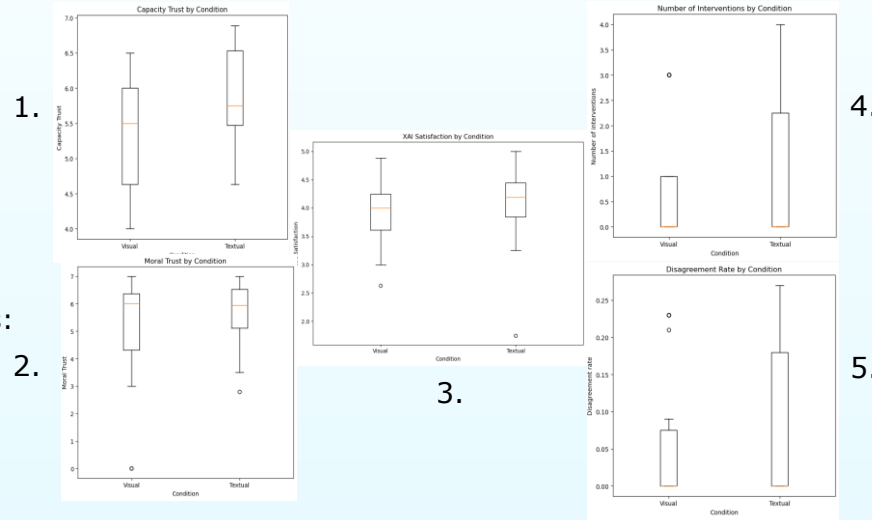 1.
Capacity Trust by Condition
Capacity Trust
7.0
6.5
6.0
5.5
5.0
4.5
4.0
Visual Textual
2.
Moral Trust by Condition
Moral Trust
7
6
5
4
3
2
1
0
Visual Textual
Condition
XAI Satisfaction by Condition
Satisfaction
5.0
4.5
4.0
3.5
3.0
2.5
2.0
Visual Textual
Condition
3.
Number of Interventions by Condition
Number of Interventions
4.0
3.5
3.0
2.5
2.0
1.5
1.0
0.5
0.0
Visual Textual
Condition
4.
Disagreement Rate by Condition
Disagreement rate
0.25
0.20
0.15
0.10
0.05
0.00
Visual Textual
Condition
5.